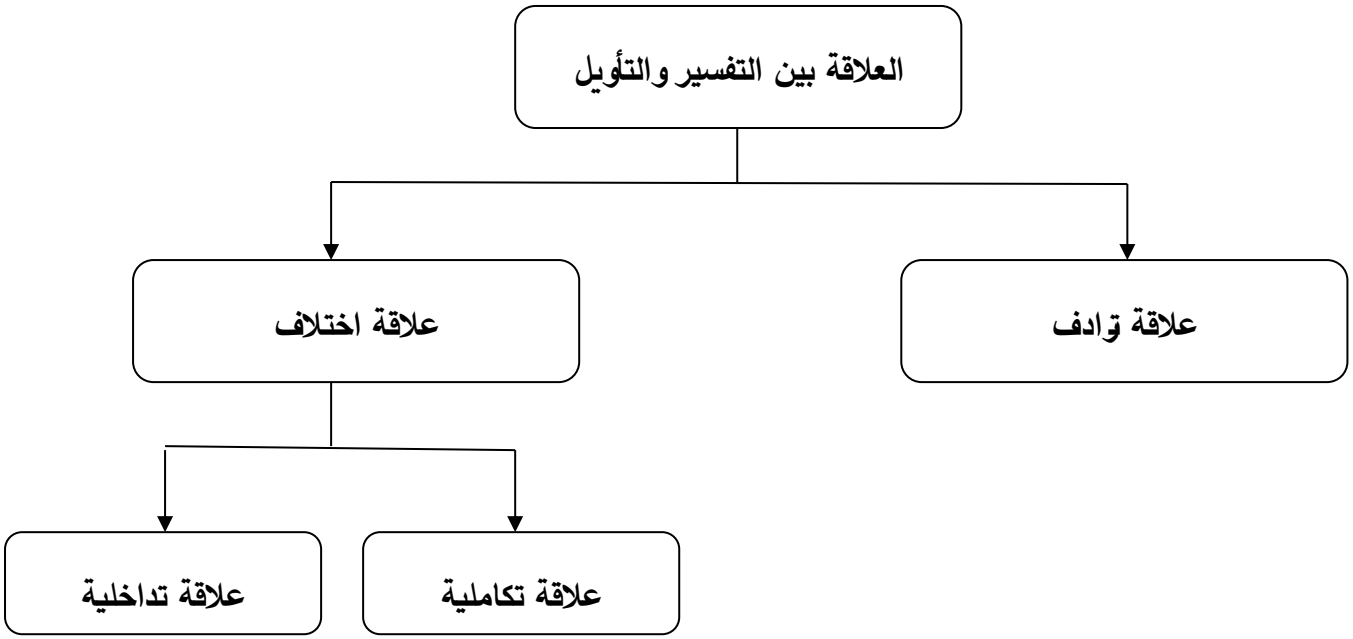 العلاقة بين التفسير والتأويل
علاقة ترادف
علاقة اختلاف
علاقة تكاملية
علاقة تداخلية